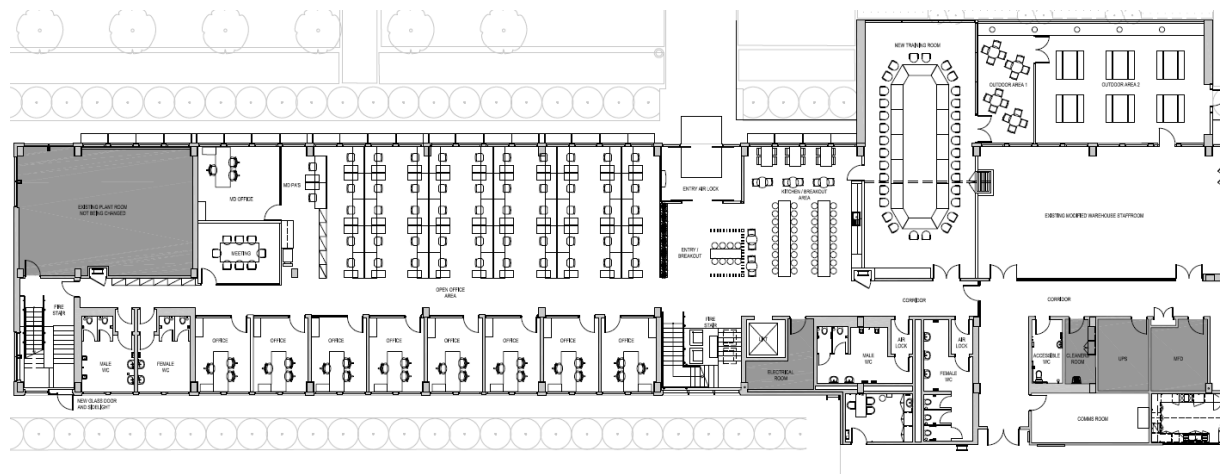 NEW TRAINING ROOM
OUTDOOR AREA 1
OUTDOOR AREA 2
EXISTING PLANT ROOM
NOT BEING CHANGED
MD OFFICE
MD PA'S
MEETING
ENTRY AIR LOCK
KITCHEN / BREAKOUT
AREA
ENTRY /
BREAKOUT
EXISTING MODIFIED WAREHOUSE STAFFROOM
OPEN OFFICE
AREA
CORRIDOR
CORRIDOR
FIRE
STAIR
MALE
WC
FEMALE
WC
OFFICE
OFFICE
OFFICE
OFFICE
OFFICE
OFFICE
OFFICE
OFFICE
FIRE
STAIR
LIFT
ELECTRICAL
ROOM
MALE
WC
AIR
LOCK
FEMALE
WC
AIR
LOCK
ACCESSIBLE
WC
CLEANERS
ROOM
UPS
COMMS ROOM
NEW GLASS DOOR
AND SIDELIGHT